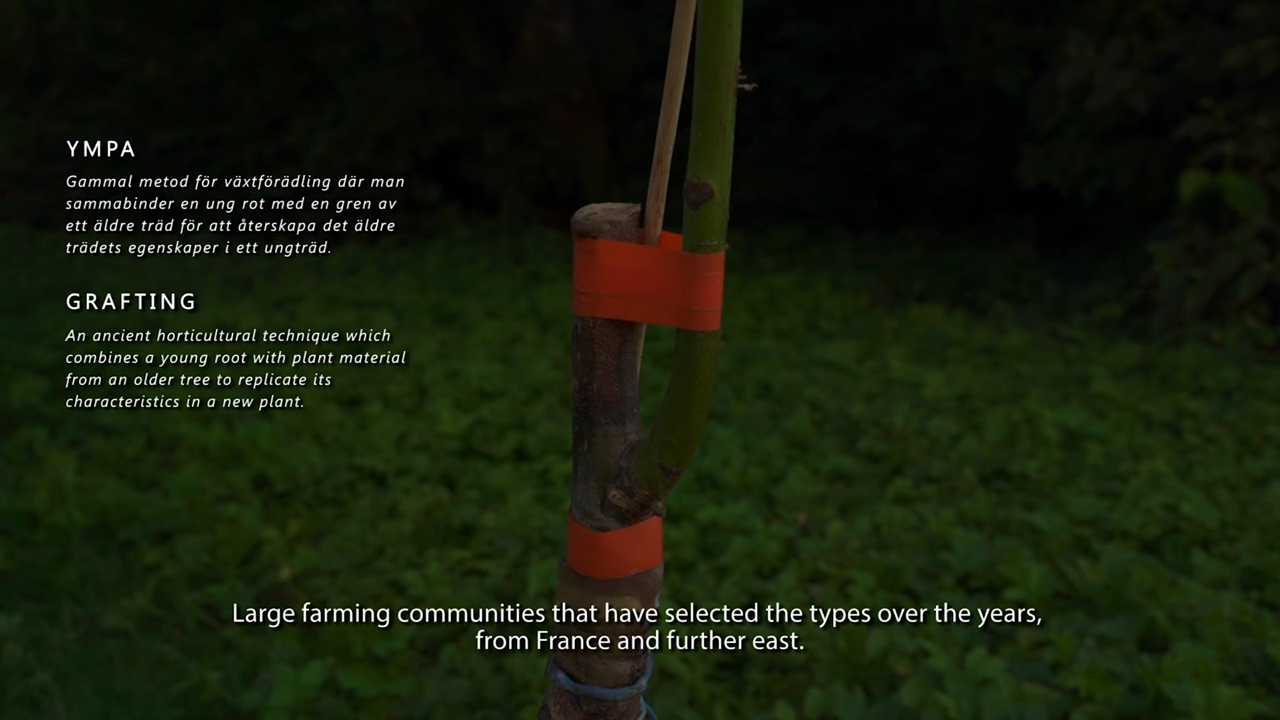 YMPA
Gammal metod för växtförädling där man
sammabinder en ung rot med en gren av
ett äldre träd för att återskapa det äldre
trädets egenskaper i ett ungträd.
GRAFTING
An ancient horticultural technique which
combines a young root with plant material
from an older tree to replicate its
characteristics in a new plant.
Large farming communities that have selected the types over the years,
from France and further east.